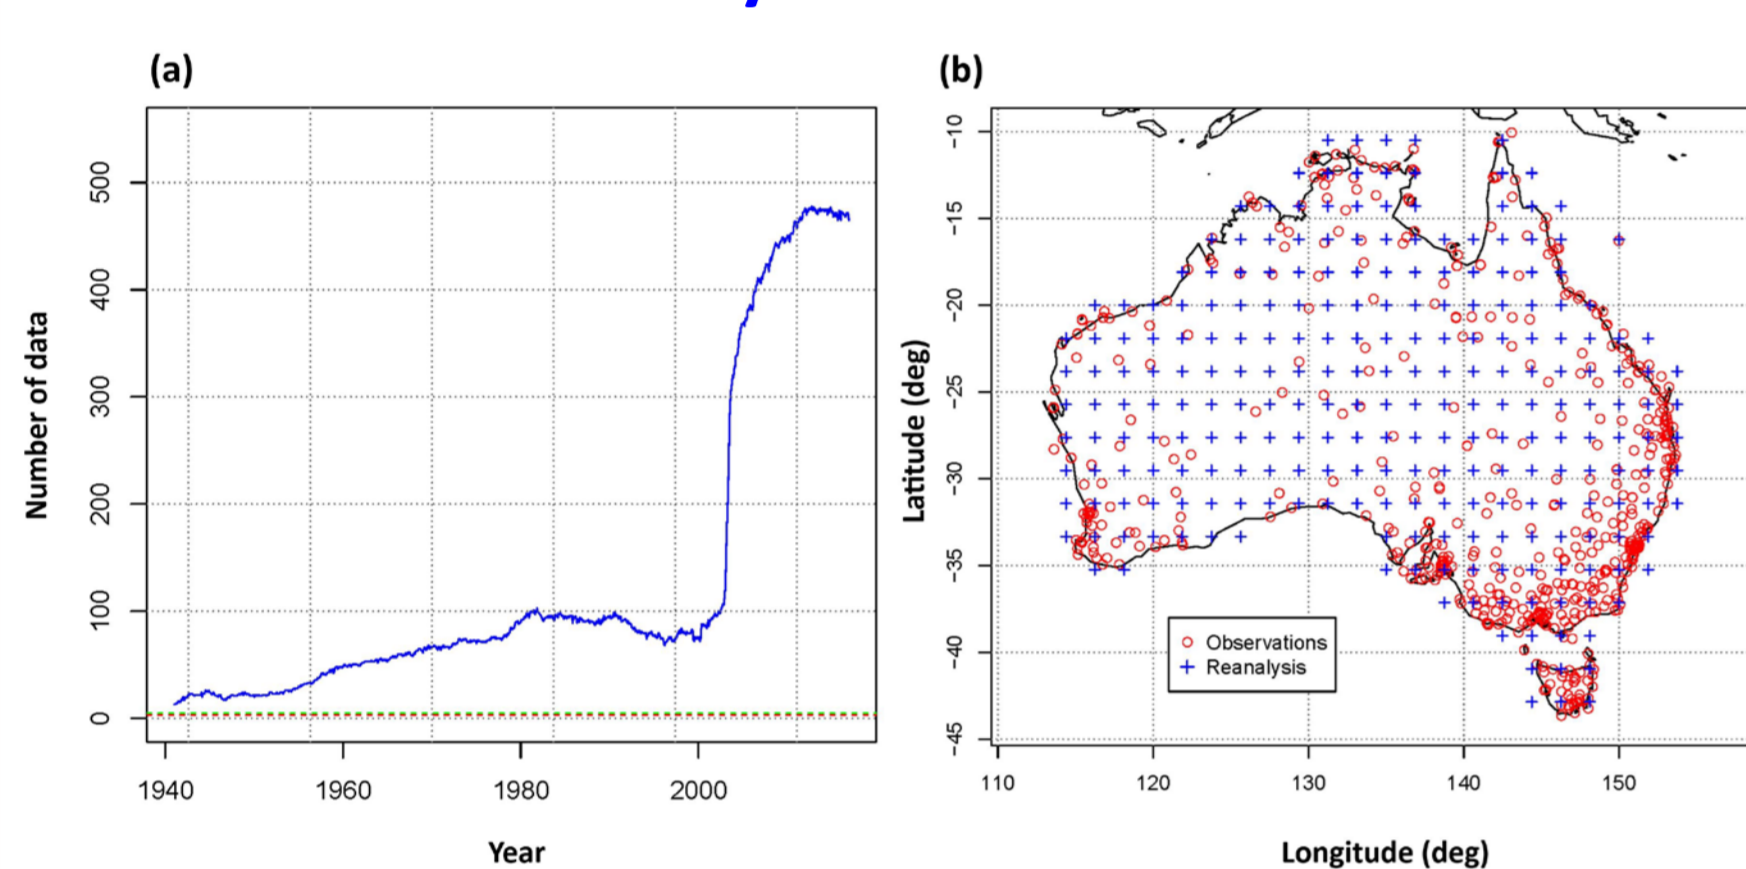 (a)
Number of data
500
400
300
200
100
0
1940 1960 1980 2000
Year
(b)
Latitude (deg)
-10
-15
-20
-25
-30
-35
-40
-45
Observations
Reanalysis
110 120 130 140 150
Longitude (deg)